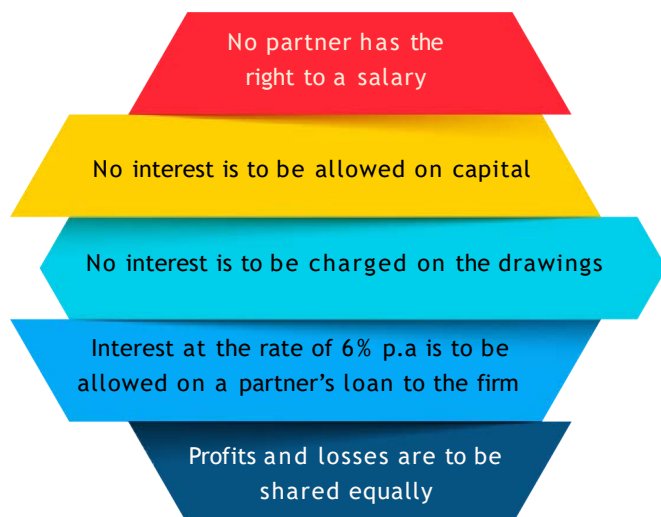 No partner has the
right to a salary
No interest is to be allowed on capital
No interest is to be charged on the drawings
Interest at the rate of 6% p.a is to be
allowed on a partner’s loan to the firm
Profits and losses are to be
shared equally